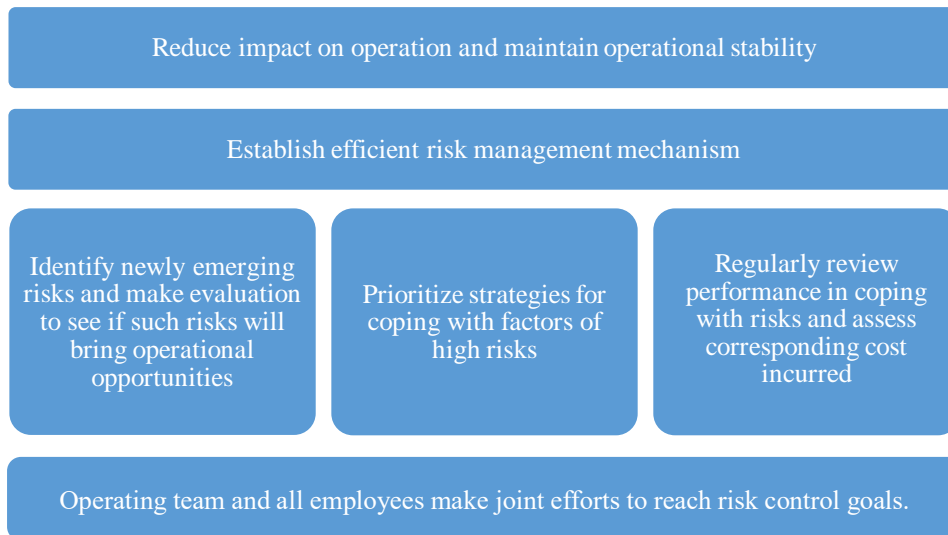 Reduce impact on operation and maintain operational stability
Establish efficient risk management mechanism
Identify newly emerging
risks and make evaluation
to see if such risks will
bring operational
opportunities
Prioritize strategies for
coping with factors of
high risks
Regularly review
performance in coping
with risks and assess
corresponding cost
incurred
Operating team and all employees make joint efforts to reach risk control goals.